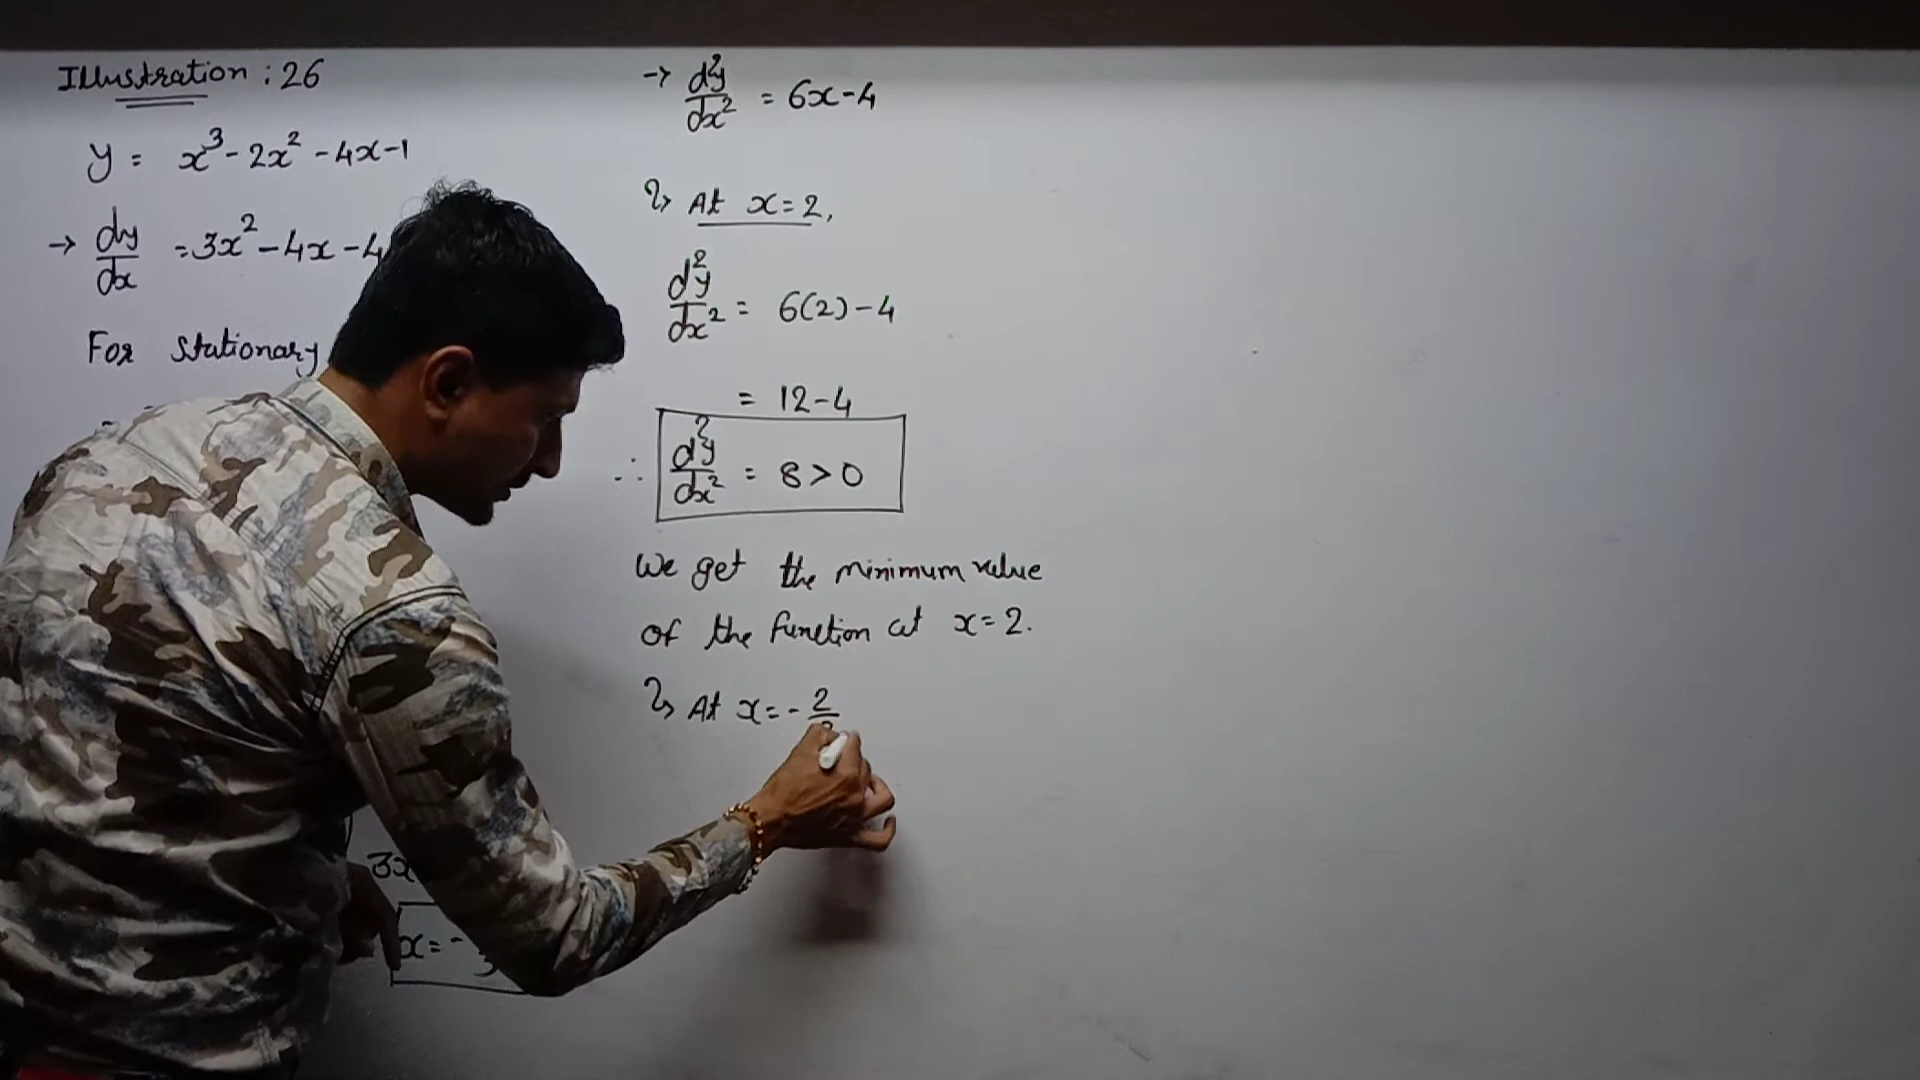 Illustration : 26
y = x³ - 2x² - 4x - 1
→ dy/dx = 3x² - 4x - 4
For stationary
3x
x = -
→ d²y/dx² = 6x - 4
At x = 2,
d²y/dx² = 6(2) - 4
= 12 - 4
∴ d²y/dx² = 8 > 0
We get the minimum value
of the function at x = 2.
At x = - 2